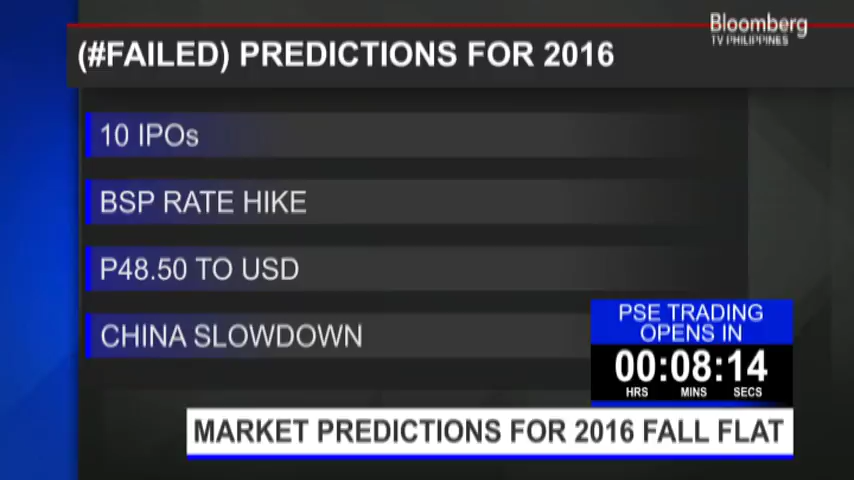 Bloomberg
TV PHILIPPINES
(#FAILED) PREDICTIONS FOR 2016
10 IPOs
BSP RATE HIKE
P48.50 TO USD
CHINA SLOWDOWN
PSE TRADING
OPENS IN
00:08:14
HRS MINS SECS
MARKET PREDICTIONS FOR 2016 FALL FLAT